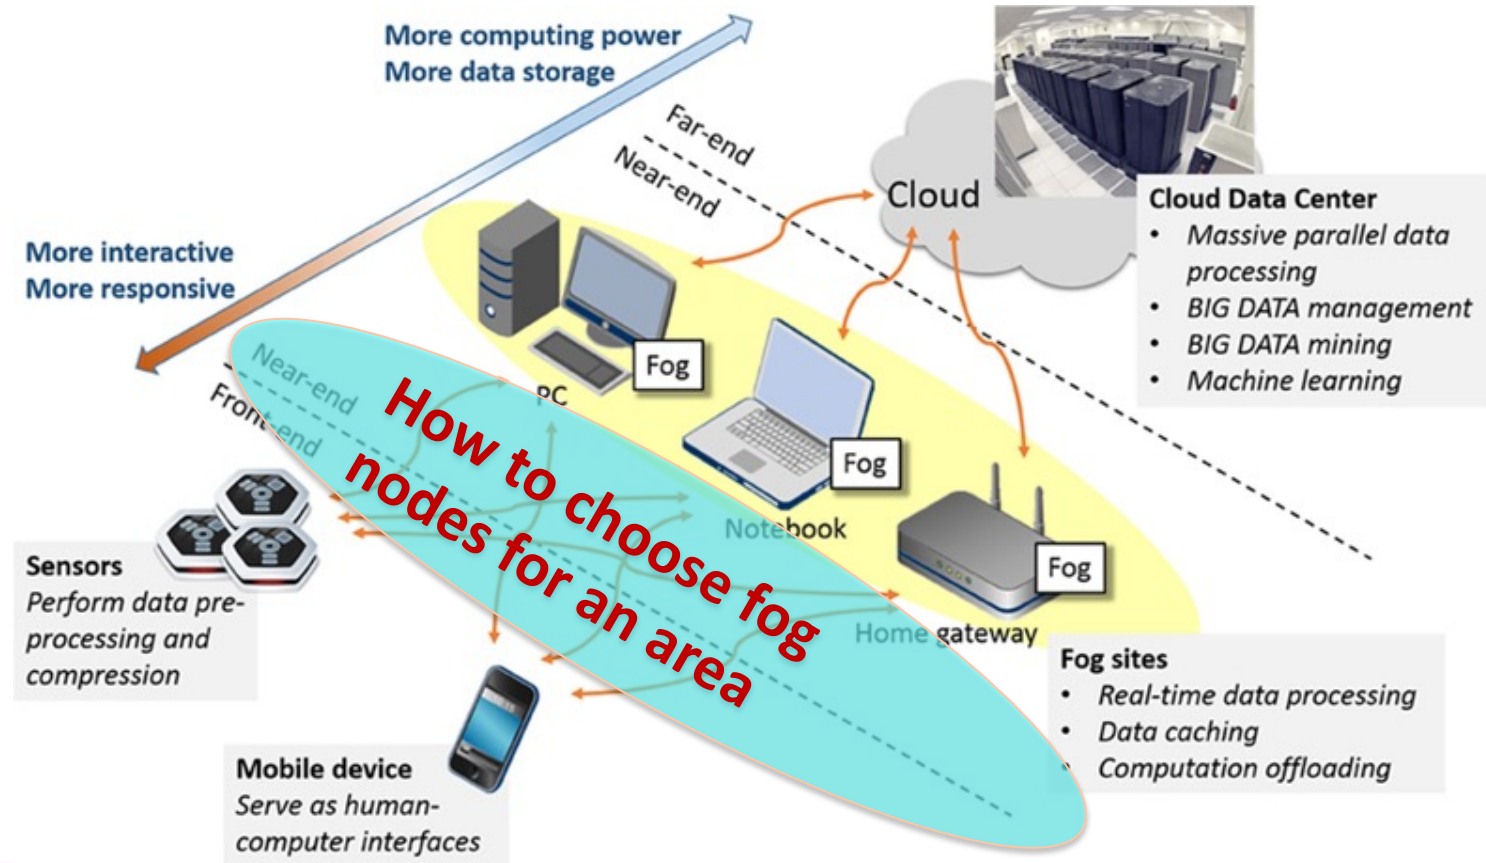 More computing power
More data storage
Far-end
Near-end
Cloud
Cloud Data Center
• Massive parallel data
processing
• BIG DATA management
• BIG DATA mining
• Machine learning
More interactive
More responsive
Near-end
Front-end
Fog
PC
Fog
Notebook
Fog
Home gateway
How to choose fog
nodes for an area
Sensors
Perform data pre-
processing and
compression
Fog sites
• Real-time data processing
• Data caching
• Computation offloading
Mobile device
Serve as human-
computer interfaces